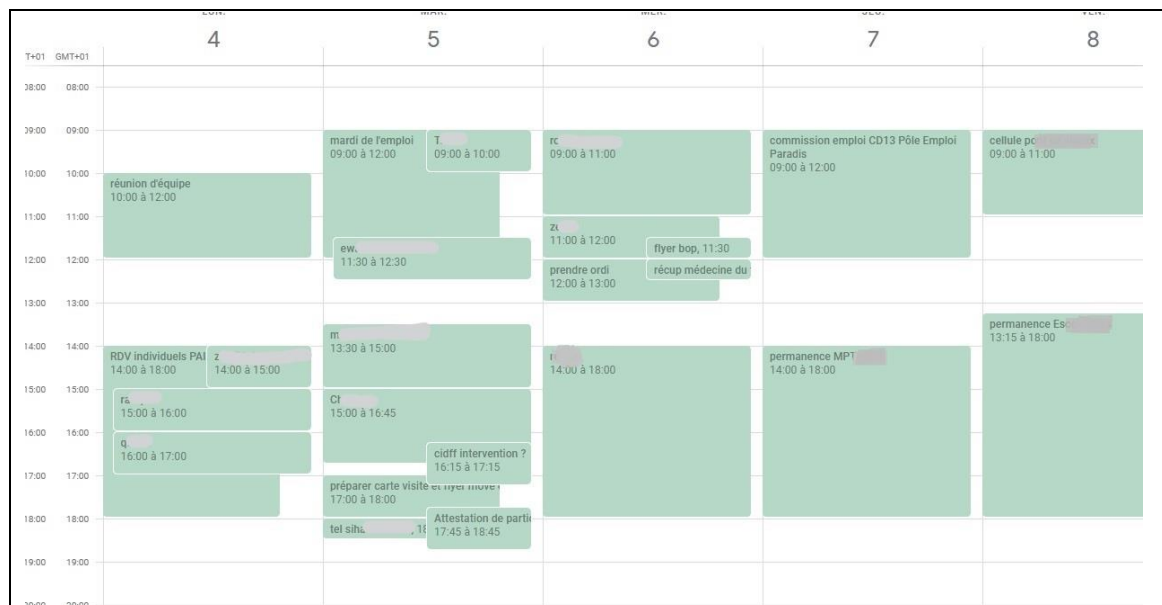 LUN.
MAR.
MER.
JEU.
VEN.
4
5
6
7
8
GMT+01
08:00 08:00
09:00 09:00
10:00 10:00
11:00 11:00
12:00 12:00
13:00 13:00
14:00 14:00
15:00 15:00
16:00 16:00
17:00 17:00
18:00 18:00
19:00 19:00
réunion d'équipe
10:00 à 12:00
RDV individuels
14:00 à 18:00
14:00 à 15:00
15:00 à 16:00
16:00 à 17:00
mardi de l'emploi
09:00 à 12:00
09:00 à 10:00
11:30 à 12:30
13:30 à 15:00
15:00 à 16:45
cidff intervention ?
16:15 à 17:15
préparer carte visite et flyer move
17:00 à 18:00
Attestation de parti
17:45 à 18:45
tel
09:00 à 11:00
11:00 à 12:00
flyer bop, 11:30
prendre ordi
12:00 à 13:00
récup médecine du
14:00 à 18:00
commission emploi CD13 Pôle Emploi
Paradis
09:00 à 12:00
permanence MPT
14:00 à 18:00
cellule
09:00 à 11:00
permanence
13:15 à 18:00